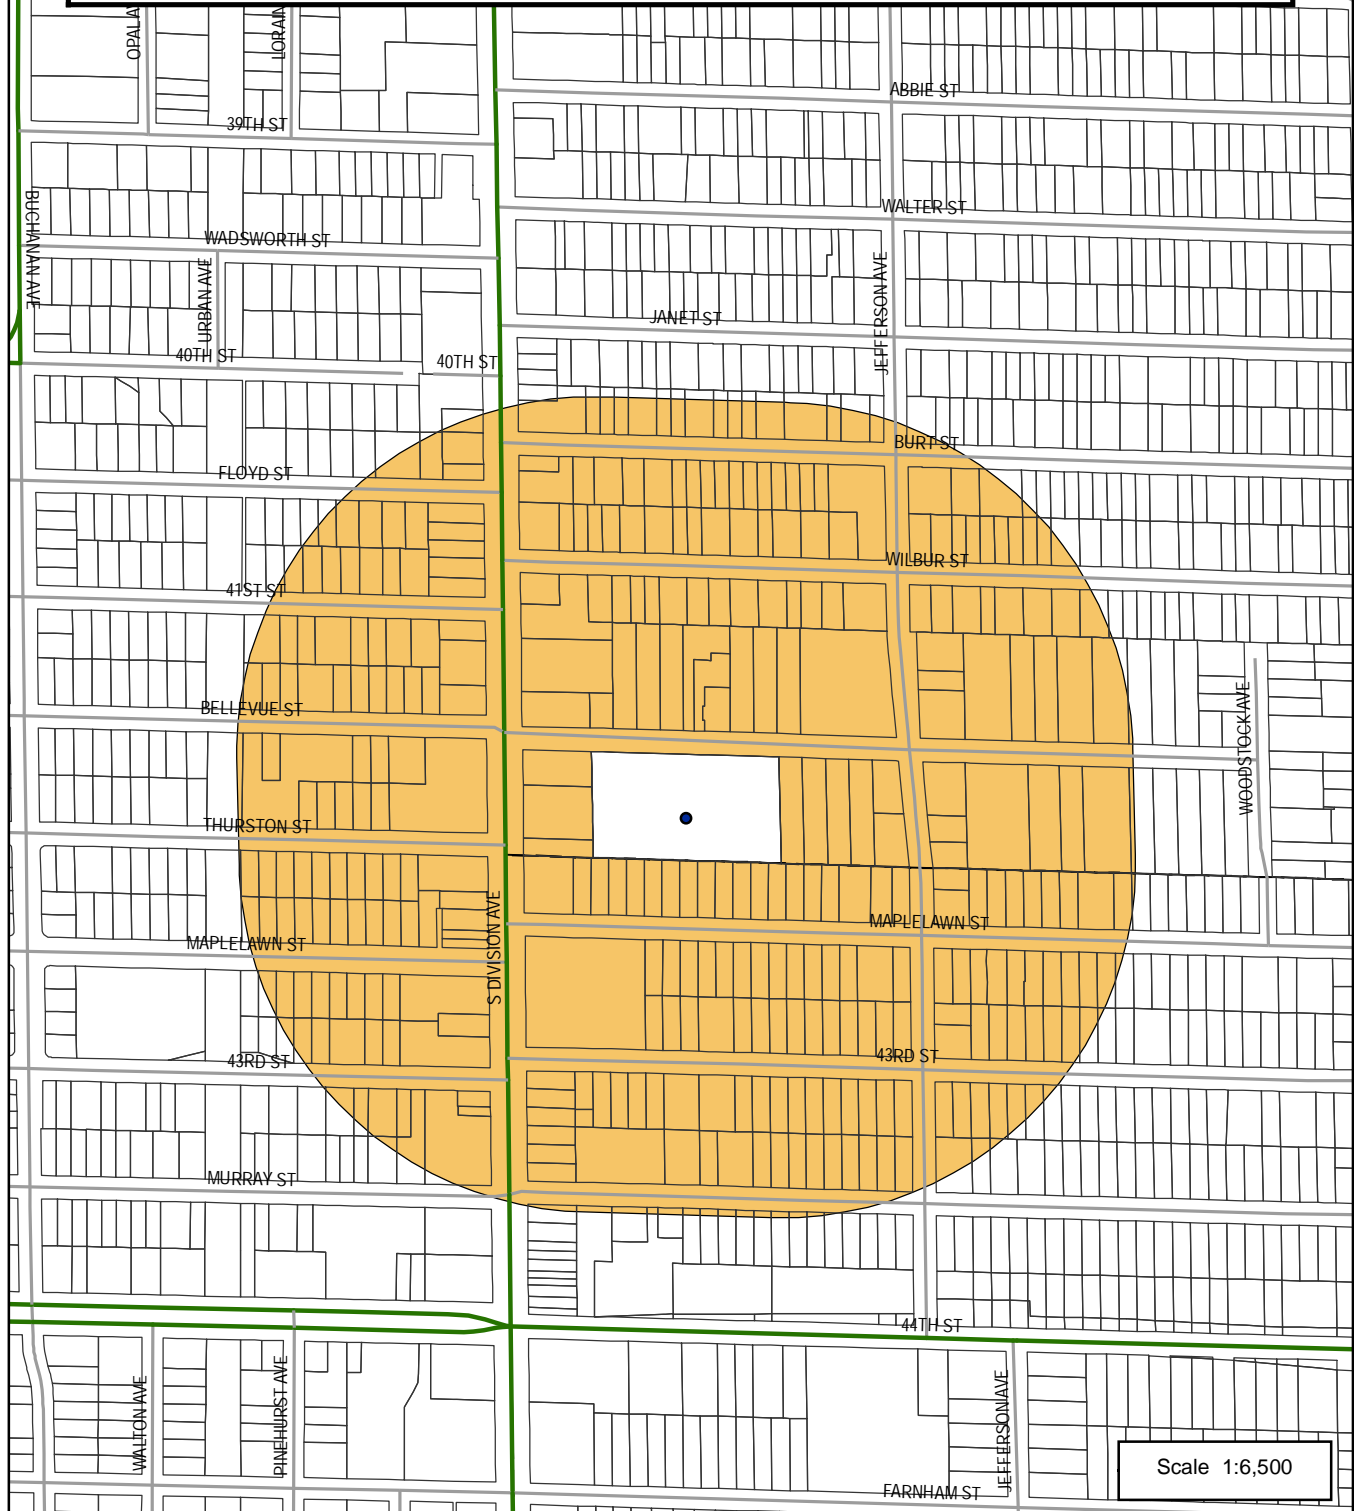 OPAL AV
LORAIN
ABBIE ST
39TH ST
BUCHANAN AVE
WALTER ST
WADSWORTH ST
URBAN AVE
JEFFERSON AVE
JANET ST
40TH ST
40TH ST
BURT ST
FLOYD ST
WILBUR ST
41ST ST
BELLEVUE ST
WOODSTOCK AVE
THURSTON ST
S DIVISION AVE
MAPLELAWN ST
MAPLELAWN ST
43RD ST
43RD ST
MURRAY ST
44TH ST
WALTON AVE
PINEHURST AVE
JEFFERSON AVE
Scale 1:6,500
FARNHAM ST